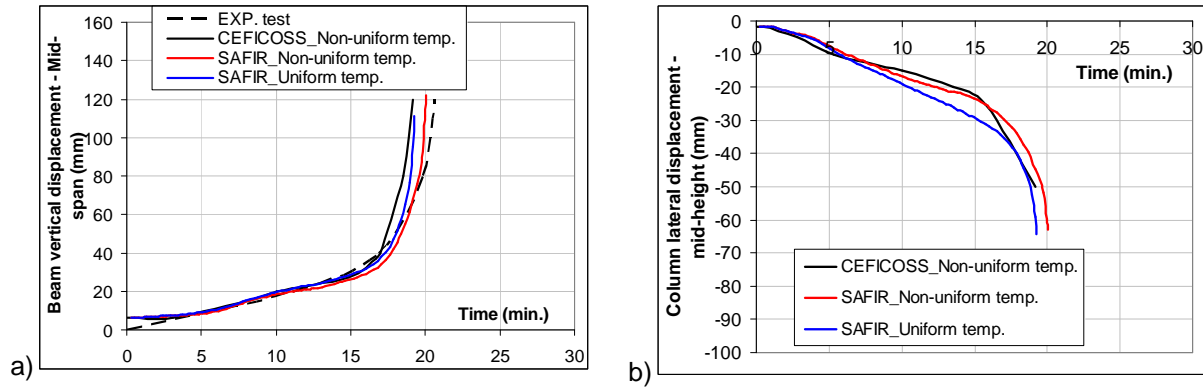 EXP. test
CEFICOSS_Non-uniform temp.
SAFIR_Non-uniform temp.
SAFIR_Uniform temp.
160
140
120
100
80
60
40
20
0
Beam vertical displacement - Mid-
span (mm)
Time (min.)
0 5 10 15 20 25 30
a)
0
-10
-20
-30
-40
-50
-60
-70
-80
-90
-100
Column lateral displacement -
mid-height (mm)
0 5 10 15 20 25 30
Time (min.)
CEFICOSS_Non-uniform temp.
SAFIR_Non-uniform temp.
SAFIR_Uniform temp.
b)